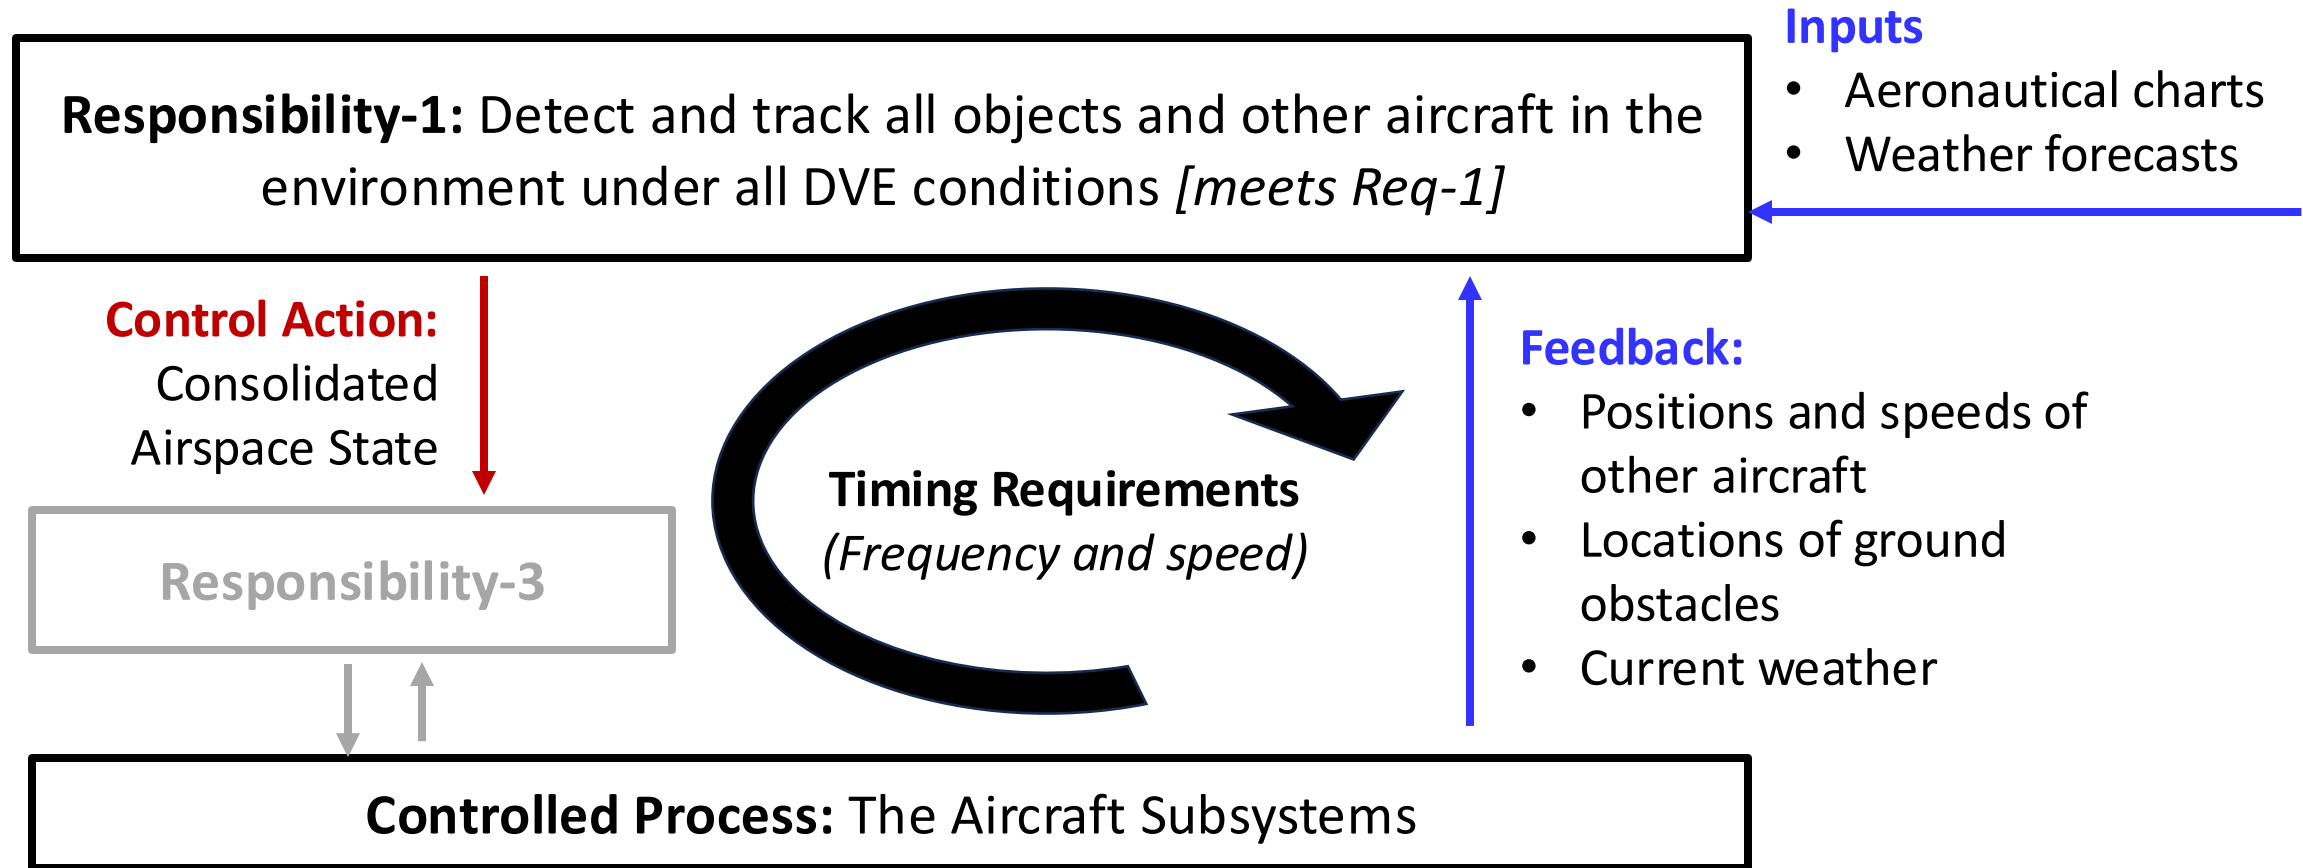 Inputs
• Aeronautical charts
• Weather forecasts
Responsibility-1: Detect and track all objects and other aircraft in the
environment under all DVE conditions [meets Req-1]
Control Action:
Consolidated
Airspace State
Timing Requirements
(Frequency and speed)
Feedback:
• Positions and speeds of
other aircraft
• Locations of ground
obstacles
• Current weather
Responsibility-3
Controlled Process: The Aircraft Subsystems